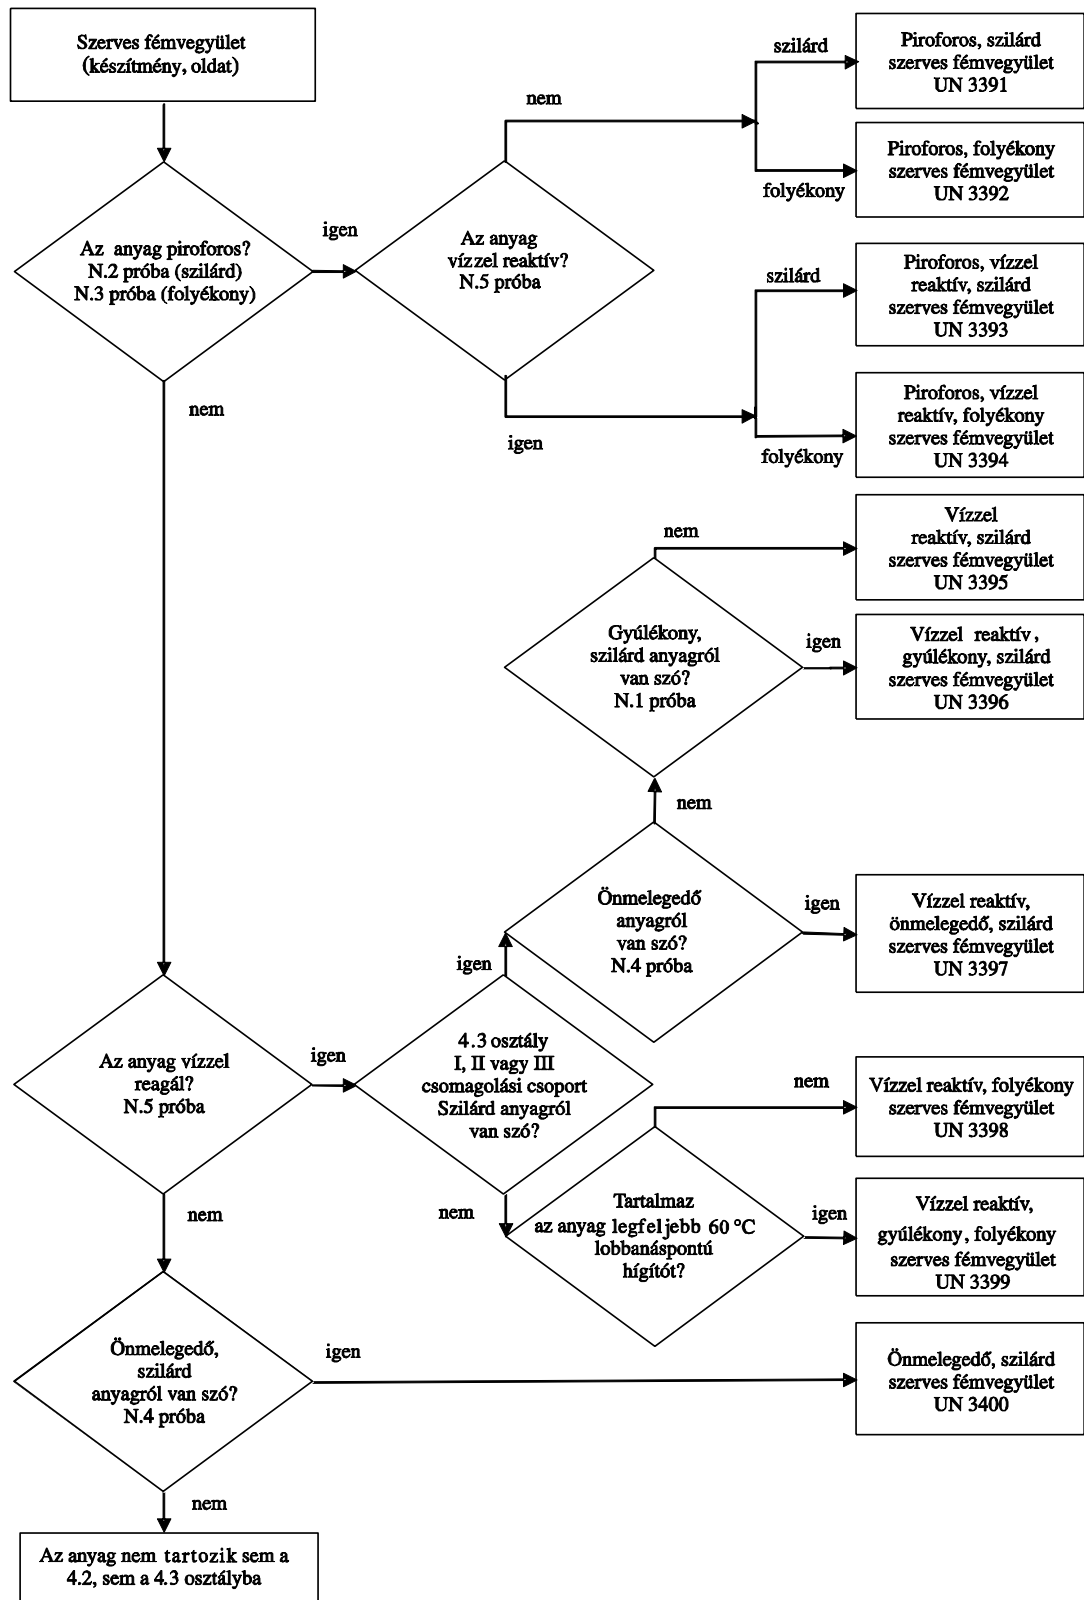 Szerves fémvegyület
(készítmény, oldat)
szilárd
Piroforos, szilárd
szerves fémvegyület
UN 3391
nem
folyékony
Piroforos, folyékony
szerves fémvegyület
UN 3392
Az anyag piroforos?
N.2 próba (szilárd)
N.3 próba (folyékony)
igen
Az anyag
vízzel reaktív?
N.5 próba
szilárd
Piroforos, vízzel
reaktív, szilárd
szerves fémvegyület
UN 3393
nem
igen
folyékony
Piroforos, vízzel
reaktív, folyékony
szerves fémvegyület
UN 3394
nem
Vízzel
reaktív, szilárd
szerves fémvegyület
UN 3395
Gyúlékony,
szilárd anyagról
van szó?
N.1 próba
igen
Vízzel reaktív,
gyúlékony, szilárd
szerves fémvegyület
UN 3396
nem
Önmelegedő
anyagról
van szó?
N.4 próba
igen
Vízzel reaktív,
önmelegedő, szilárd
szerves fémvegyület
UN 3397
igen
Az anyag vízzel
reagál?
N.5 próba
igen
4.3 osztály
I, II vagy III
csomagolási csoport
Szilárd anyagról
van szó?
nem
Vízzel reaktív, folyékony
szerves fémvegyület
UN 3398
nem
nem
Tartalmaz
az anyag legfeljebb 60 °C
lobbanáspontú
hígítót?
igen
Vízzel reaktív,
gyúlékony, folyékony
szerves fémvegyület
UN 3399
Önmelegedő,
szilárd
anyagról van szó?
N.4 próba
igen
Önmelegedő, szilárd
szerves fémvegyület
UN 3400
nem
Az anyag nem tartozik sem a
4.2, sem a 4.3 osztályba